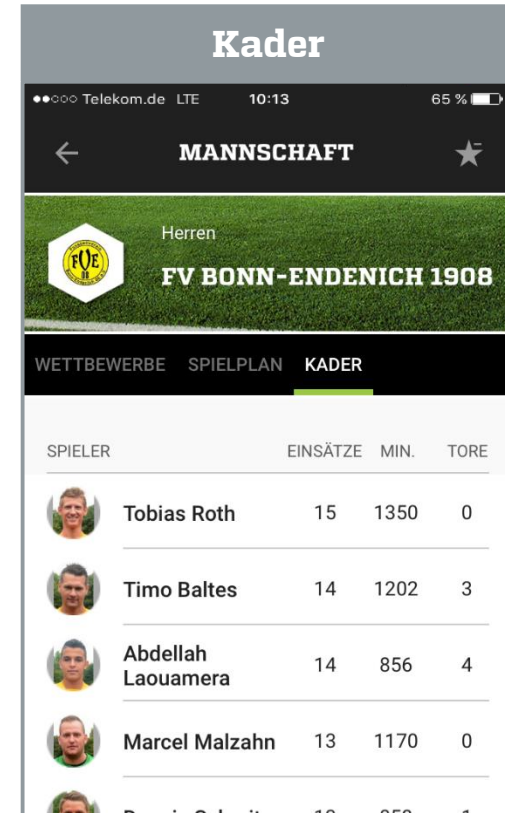 Kader
Telekom.de LTE 10:13 65 %
MANNSCHAFT
Herren
FVE
FV BONN-ENDENICH 1908
WETTBEWERBE SPIELPLAN KADER
SPIELER EINSÄTZE MIN. TORE
Tobias Roth 15 1350 0
Timo Baltes 14 1202 3
Abdellah
Laouamera 14 856 4
Marcel Malzahn 13 1170 0